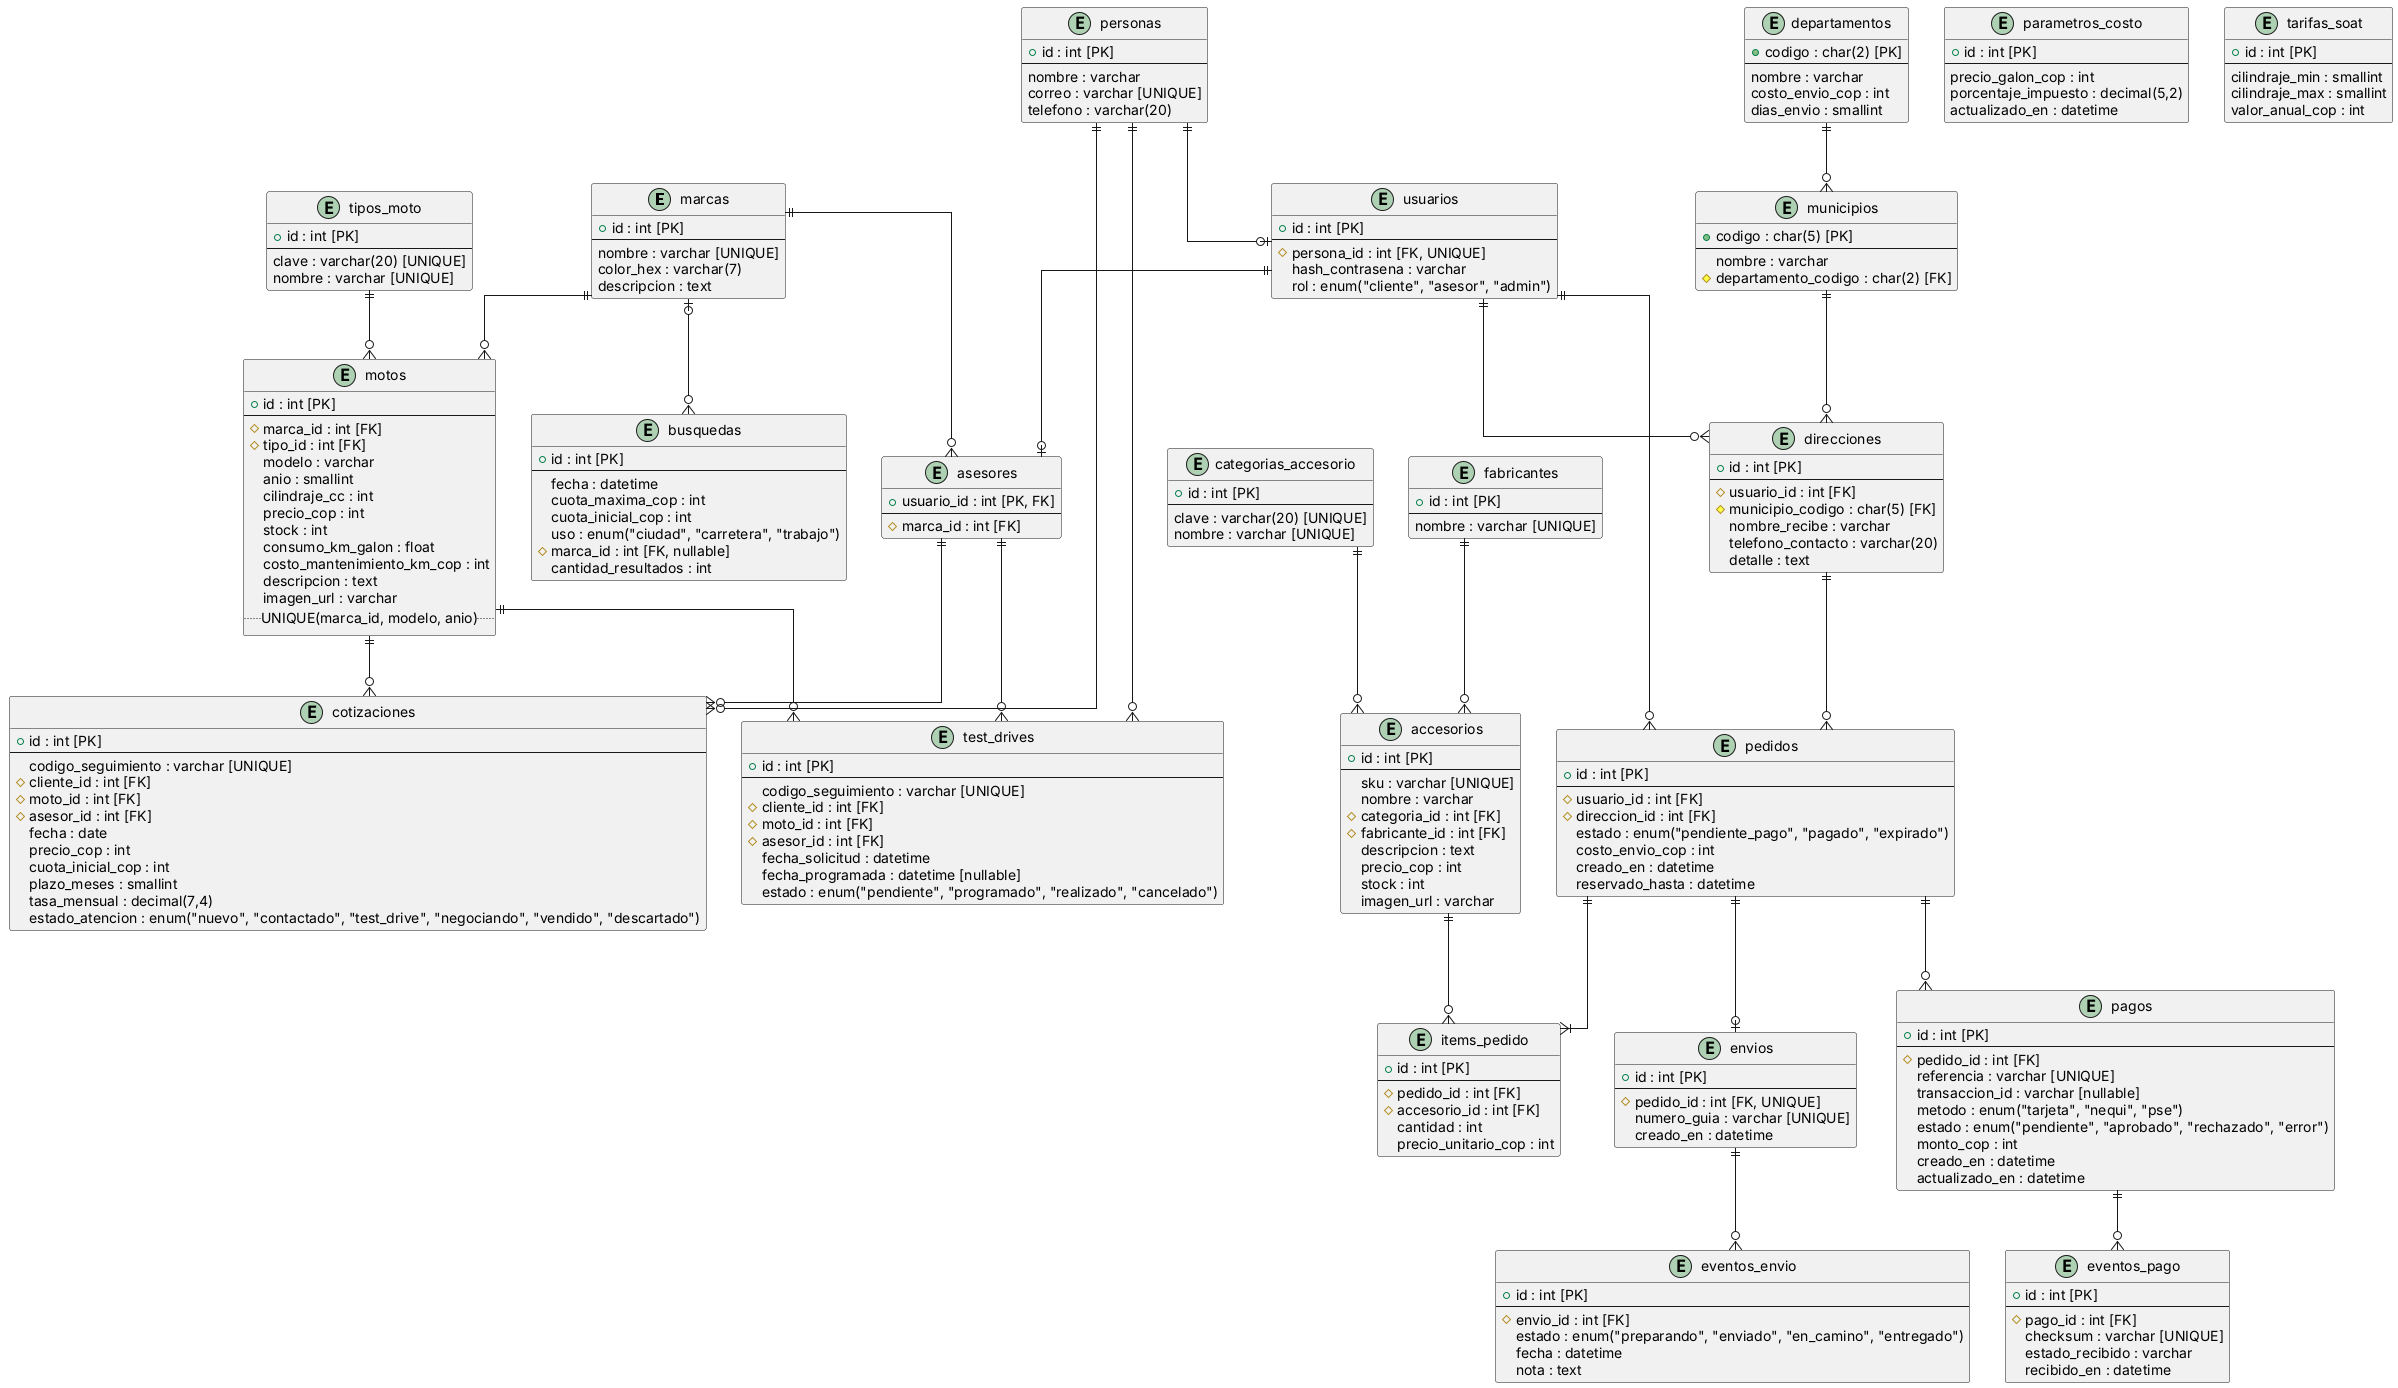 E personas
id : int [PK]
nombre : varchar
correo : varchar [UNIQUE]
telefono : varchar(20)
E departamentos
codigo : char(2) [PK]
nombre : varchar
costo_envio_cop : int
dias_envio : smallint
E parametros_costo
id : int [PK]
precio_galon_cop : int
porcentaje_impuesto : decimal(5,2)
actualizado_en : datetime
E tarifas_soat
id : int [PK]
cilindraje_min : smallint
cilindraje_max : smallint
valor_anual_cop : int
E tipos_moto
id : int [PK]
clave : varchar(20) [UNIQUE]
nombre : varchar [UNIQUE]
E marcas
id : int [PK]
nombre : varchar [UNIQUE]
color_hex : varchar(7)
descripcion : text
E usuarios
id : int [PK]
persona_id : int [FK, UNIQUE]
hash_contrasena : varchar
rol : enum("cliente", "asesor", "admin")
E municipios
codigo : char(5) [PK]
nombre : varchar
departamento_codigo : char(2) [FK]
E motos
id : int [PK]
marca_id : int [FK]
tipo_id : int [FK]
modelo : varchar
anio : smallint
cilindraje_cc : int
precio_cop : int
stock : int
consumo_km_galon : float
costo_mantenimiento_km_cop : int
descripcion : text
imagen_url : varchar
UNIQUE(marca_id, modelo, anio)
E busquedas
id : int [PK]
fecha : datetime
cuota_maxima_cop : int
cuota_inicial_cop : int
uso : enum("ciudad", "carretera", "trabajo")
marca_id : int [FK, nullable]
cantidad_resultados : int
E asesores
usuario_id : int [PK, FK]
marca_id : int [FK]
E categorias_accesorio
id : int [PK]
clave : varchar(20) [UNIQUE]
nombre : varchar [UNIQUE]
E fabricantes
id : int [PK]
nombre : varchar [UNIQUE]
E direcciones
id : int [PK]
usuario_id : int [FK]
municipio_codigo : char(5) [FK]
nombre_recibe : varchar
telefono_contacto : varchar(20)
detalle : text
E cotizaciones
id : int [PK]
codigo_seguimiento : varchar [UNIQUE]
cliente_id : int [FK]
moto_id : int [FK]
asesor_id : int [FK]
fecha : date
precio_cop : int
cuota_inicial_cop : int
plazo_meses : smallint
tasa_mensual : decimal(7,4)
estado_atencion : enum("nuevo", "contactado", "test_drive", "negociando", "vendido", "descartado")
E test_drives
id : int [PK]
codigo_seguimiento : varchar [UNIQUE]
cliente_id : int [FK]
moto_id : int [FK]
asesor_id : int [FK]
fecha_solicitud : datetime
fecha_programada : datetime [nullable]
estado : enum("pendiente", "programado", "realizado", "cancelado")
E accesorios
id : int [PK]
sku : varchar [UNIQUE]
nombre : varchar
categoria_id : int [FK]
fabricante_id : int [FK]
descripcion : text
precio_cop : int
stock : int
imagen_url : varchar
E pedidos
id : int [PK]
usuario_id : int [FK]
direccion_id : int [FK]
estado : enum("pendiente_pago", "pagado", "expirado")
costo_envio_cop : int
creado_en : datetime
reservado_hasta : datetime
E items_pedido
id : int [PK]
pedido_id : int [FK]
accesorio_id : int [FK]
cantidad : int
precio_unitario_cop : int
E envios
id : int [PK]
pedido_id : int [FK, UNIQUE]
numero_guia : varchar [UNIQUE]
creado_en : datetime
E pagos
id : int [PK]
pedido_id : int [FK]
referencia : varchar [UNIQUE]
transaccion_id : varchar [nullable]
metodo : enum("tarjeta", "nequi", "pse")
estado : enum("pendiente", "aprobado", "rechazado", "error")
monto_cop : int
creado_en : datetime
actualizado_en : datetime
E eventos_envio
id : int [PK]
envio_id : int [FK]
estado : enum("preparando", "enviado", "en_camino", "entregado")
fecha : datetime
nota : text
E eventos_pago
id : int [PK]
pago_id : int [FK]
checksum : varchar [UNIQUE]
estado_recibido : varchar
recibido_en : datetime